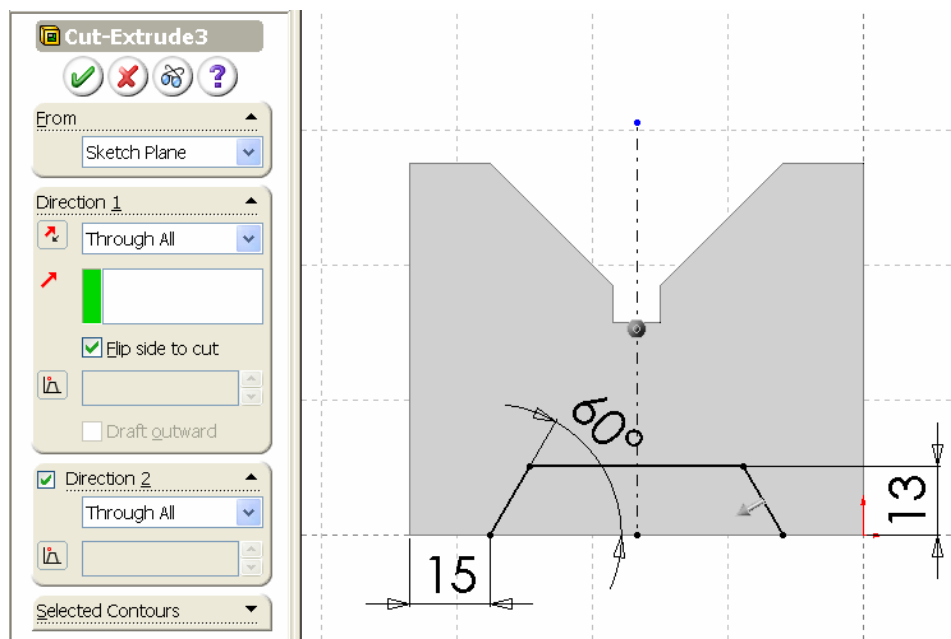 Cut-Extrude3
?
From
Sketch Plane
Direction 1
Through All
Flip side to cut
Draft outward
Direction 2
Through All
Selected Contours
60°
13
15